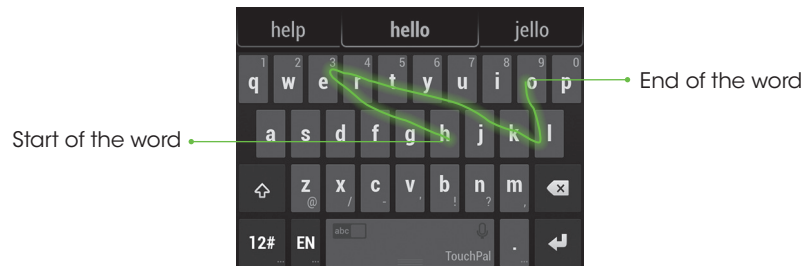 help hello jello
1 2 3 4 5 6 7 8 9 0
q w e r t y u i o p
End of the word
Start of the word
a s d f g h j k l
z x c v b n m
@ / - ' ! ? ,
12# EN abc TouchPal .
... ... ...